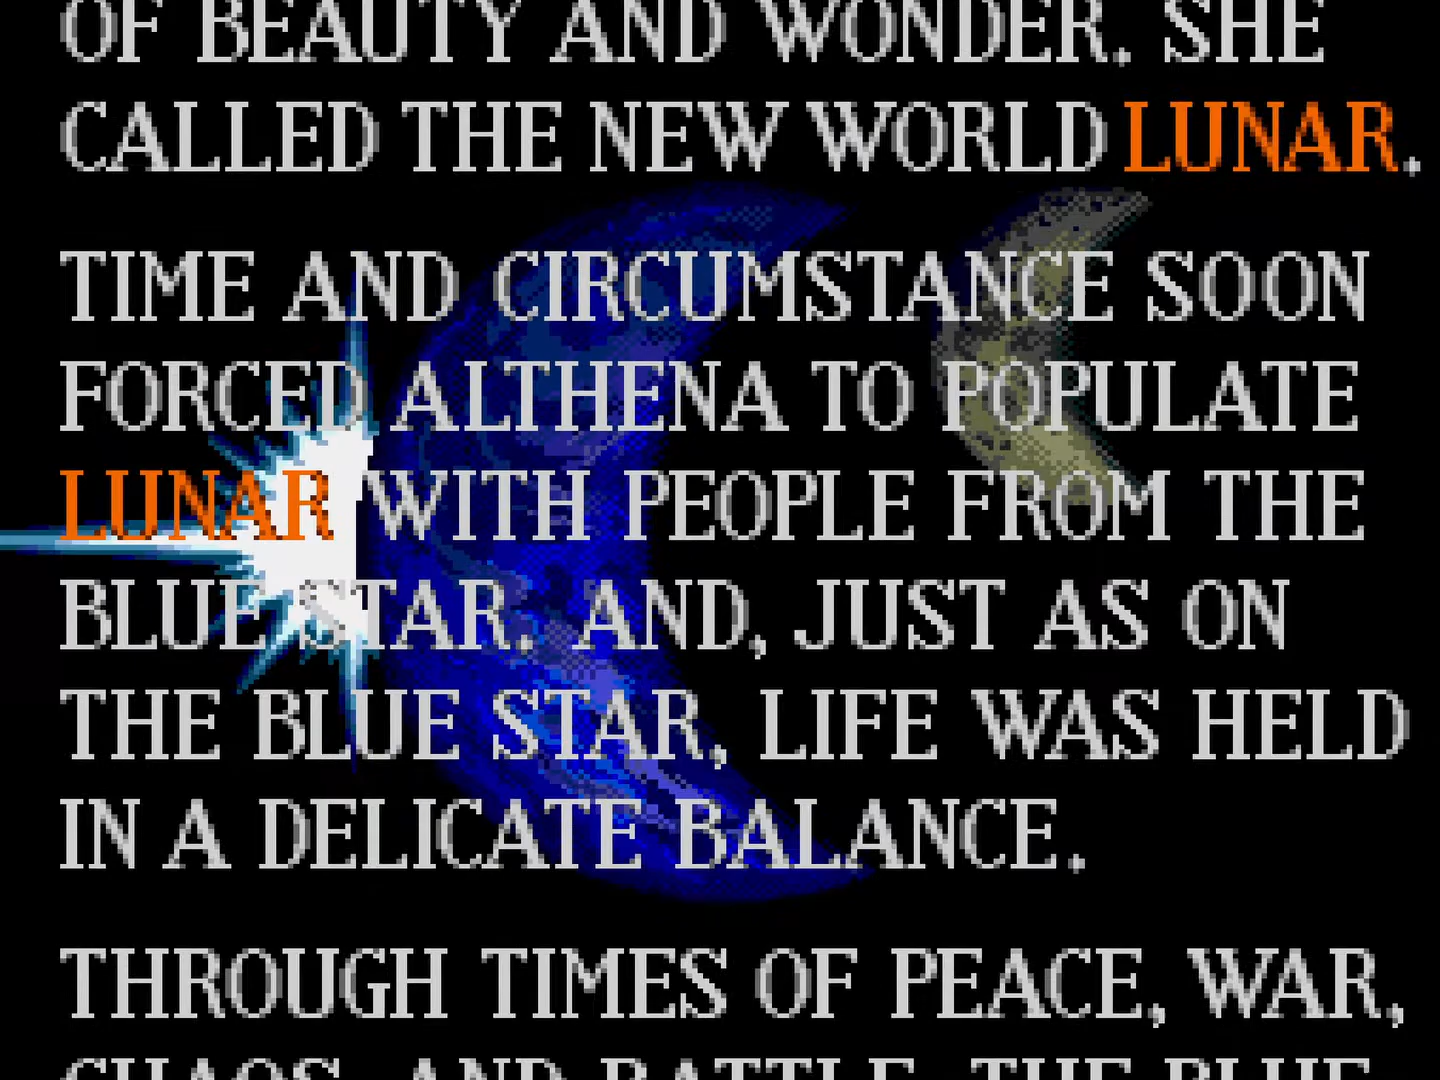 OF BEAUTY AND WONDER. SHE
CALLED THE NEW WORLD LUNAR.
TIME AND CIRCUMSTANCE SOON
FORCED ALTHENA TO POPULATE
LUNAR WITH PEOPLE FROM THE
BLUE STAR. AND, JUST AS ON
THE BLUE STAR, LIFE WAS HELD
IN A DELICATE BALANCE.
THROUGH TIMES OF PEACE, WAR,
CHAOS, AND BATTLE, THE BLUE